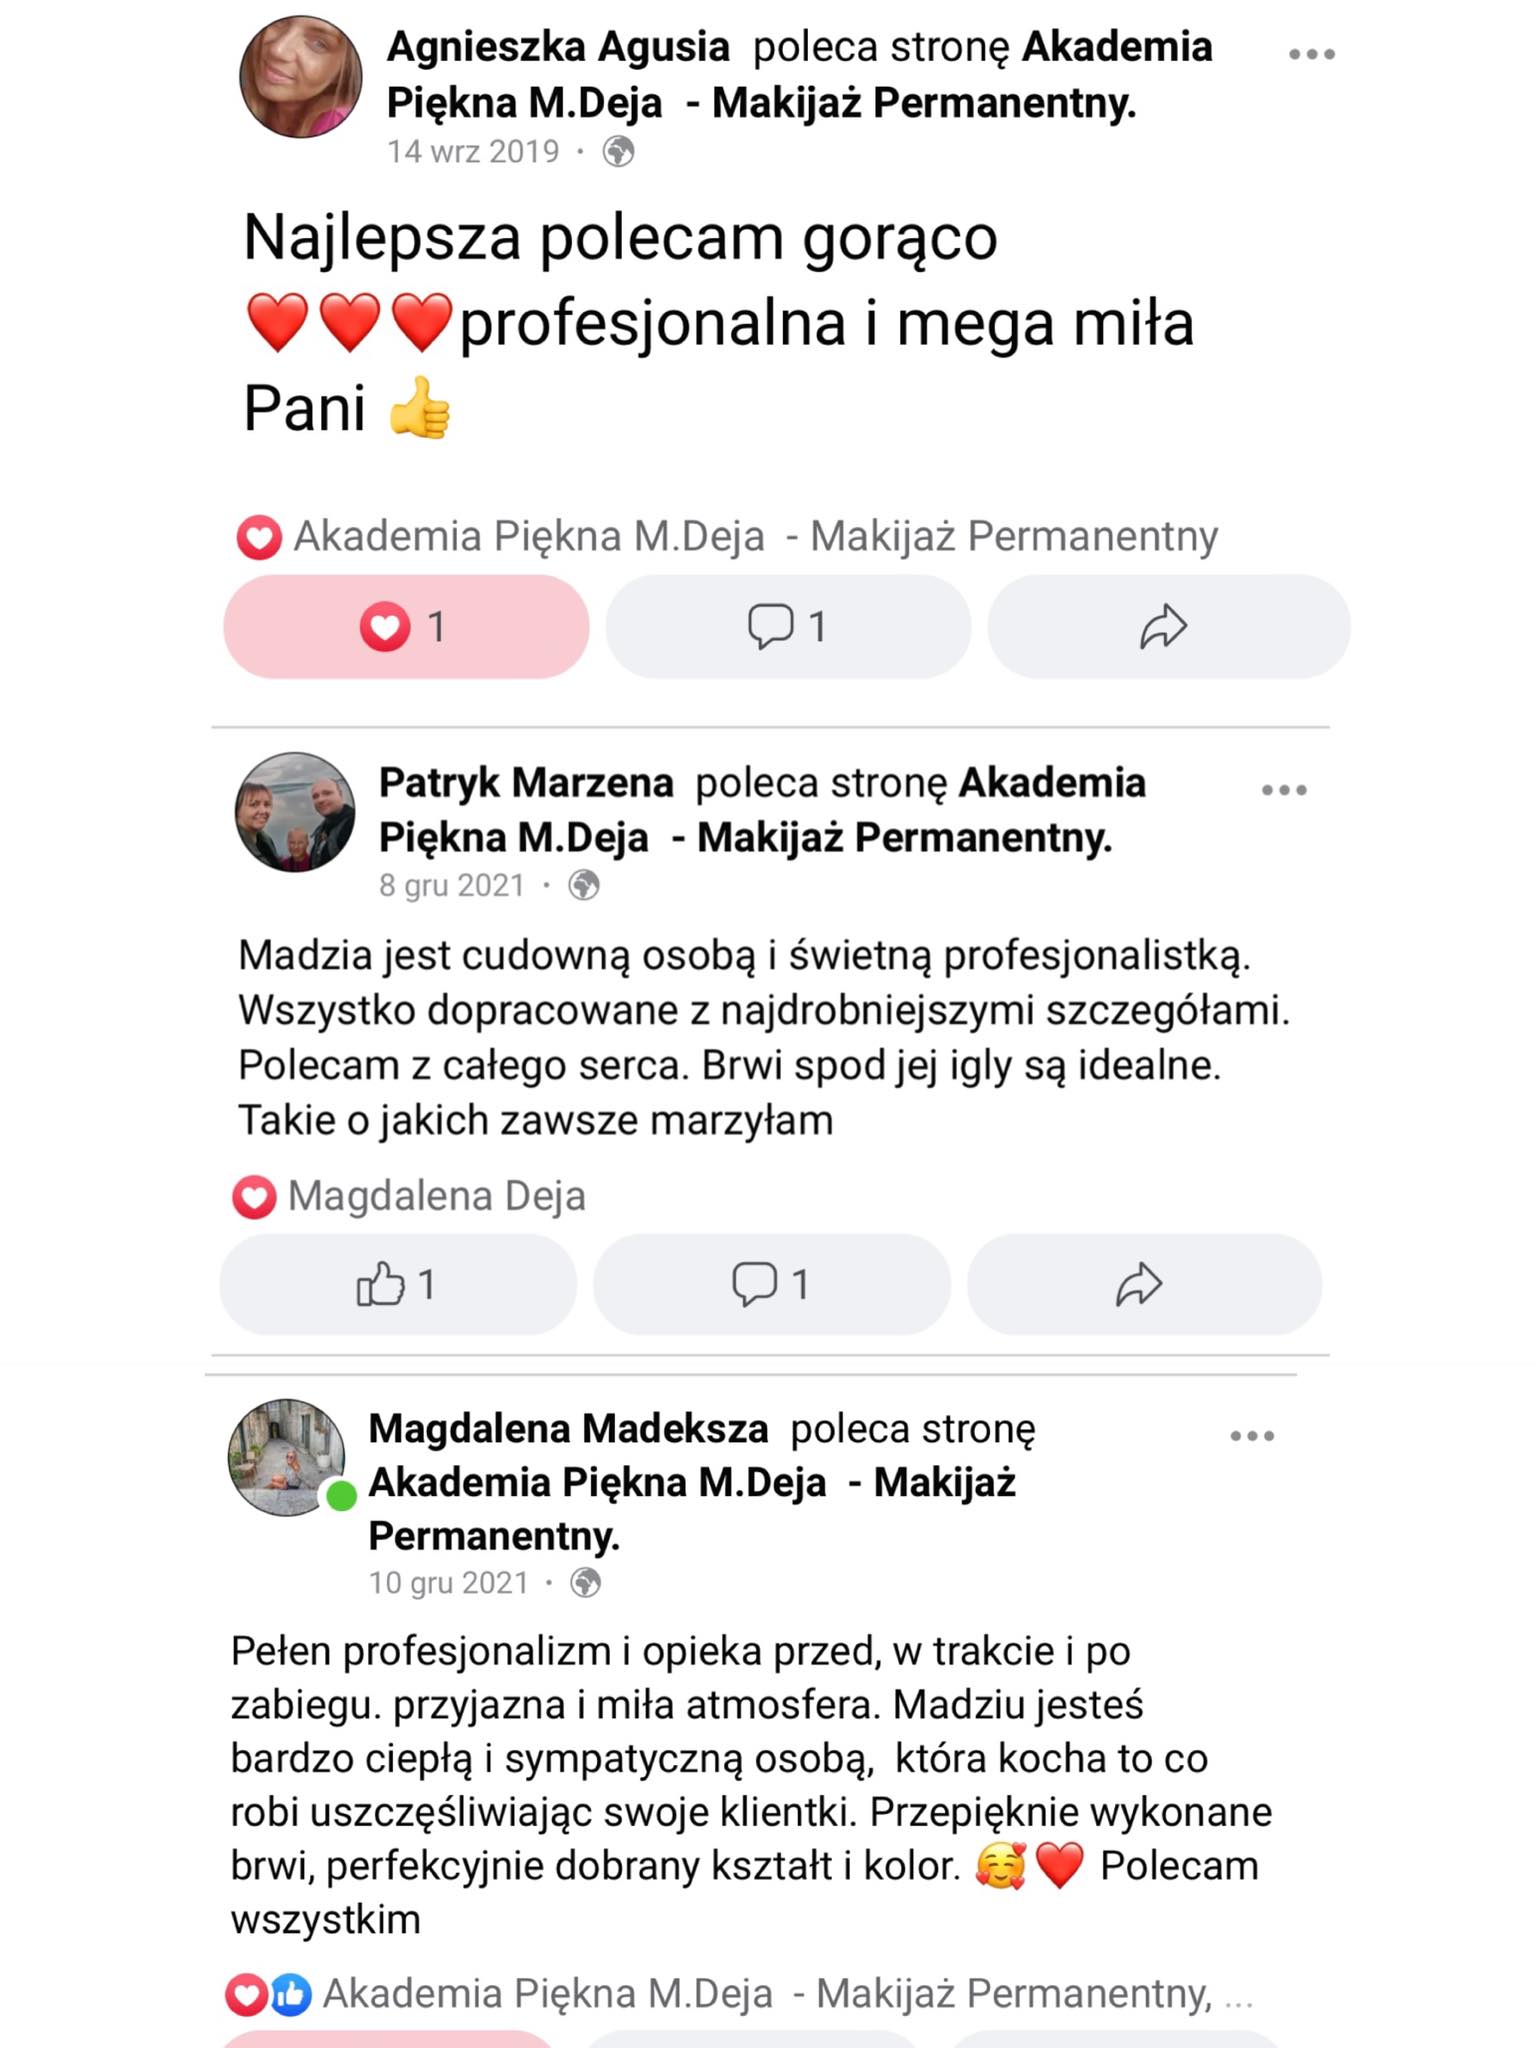 Agnieszka Agusia poleca stronę Akademia
Piękna M.Deja - Makijaż Permanentny.
14 wrz 2019 ·
Najlepsza polecam gorąco
❤️❤️❤️profesjonalna i mega miła
Pani 👍
Akademia Piękna M.Deja - Makijaż Permanentny
1
1
Patryk Marzena poleca stronę Akademia
Piękna M.Deja - Makijaż Permanentny.
8 gru 2021 ·
Madzia jest cudowną osobą i świetną profesjonalistką.
Wszystko dopracowane z najdrobniejszymi szczegółami.
Polecam z całego serca. Brwi spod jej igly są idealne.
Takie o jakich zawsze marzyłam
Magdalena Deja
1
1
Magdalena Madeksza poleca stronę
Akademia Piękna M.Deja - Makijaż
Permanentny.
10 gru 2021 ·
Pełen profesjonalizm i opieka przed, w trakcie i po
zabiegu. przyjazna i miła atmosfera. Madziu jesteś
bardzo ciepłą i sympatyczną osobą, która kocha to co
robi uszczęśliwiając swoje klientki. Przepięknie wykonane
brwi, perfekcyjnie dobrany kształt i kolor. 🥰❤️ Polecam
wszystkim
Akademia Piękna M.Deja - Makijaż Permanentny, ...